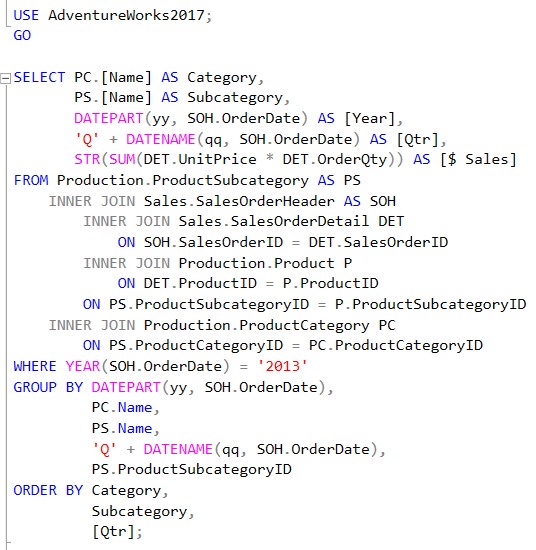 USE AdventureWorks2017;
GO
SELECT PC.[Name] AS Category,
PS.[Name] AS Subcategory,
DATEPART(yy, SOH.OrderDate) AS [Year],
'Q' + DATENAME(qq, SOH.OrderDate) AS [Qtr],
STR(SUM(DET.UnitPrice * DET.OrderQty)) AS [$ Sales]
FROM Production.ProductSubcategory AS PS
INNER JOIN Sales.SalesOrderHeader AS SOH
INNER JOIN Sales.SalesOrderDetail DET
ON SOH.SalesOrderID = DET.SalesOrderID
INNER JOIN Production.Product P
ON DET.ProductID = P.ProductID
ON PS.ProductSubcategoryID = P.ProductSubcategoryID
INNER JOIN Production.ProductCategory PC
ON PS.ProductCategoryID = PC.ProductCategoryID
WHERE YEAR(SOH.OrderDate) = '2013'
GROUP BY DATEPART(yy, SOH.OrderDate),
PC.Name,
PS.Name,
'Q' + DATENAME(qq, SOH.OrderDate),
PS.ProductSubcategoryID
ORDER BY Category,
Subcategory,
[Qtr];